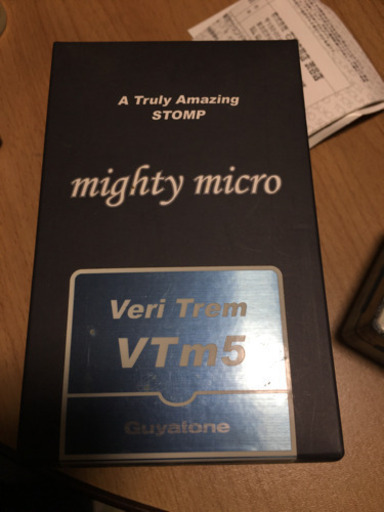 A Truly Amazing
STOMP
mighty micro
Veri Trem
VTm5
Guyatone